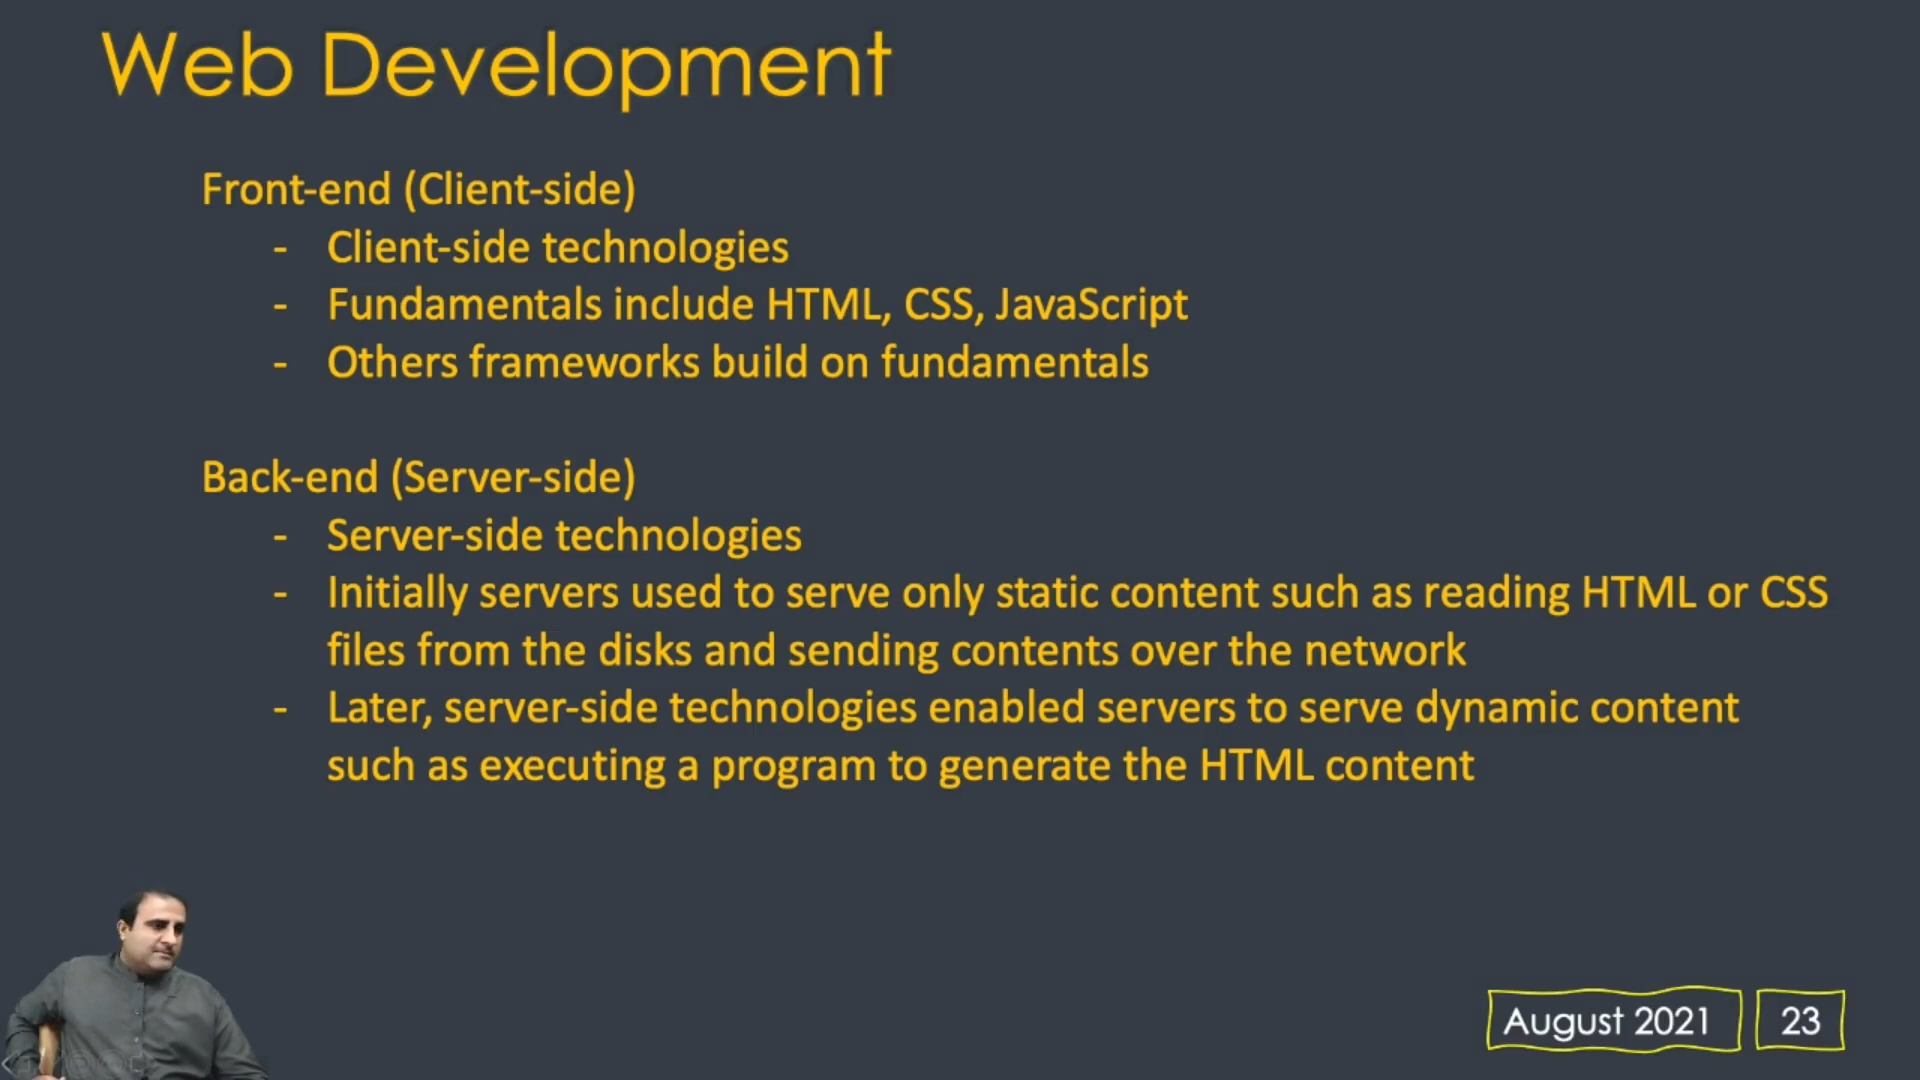 Web Development
Front-end (Client-side)
- Client-side technologies
- Fundamentals include HTML, CSS, JavaScript
- Others frameworks build on fundamentals
Back-end (Server-side)
- Server-side technologies
- Initially servers used to serve only static content such as reading HTML or CSS
files from the disks and sending contents over the network
- Later, server-side technologies enabled servers to serve dynamic content
such as executing a program to generate the HTML content
August 2021
23